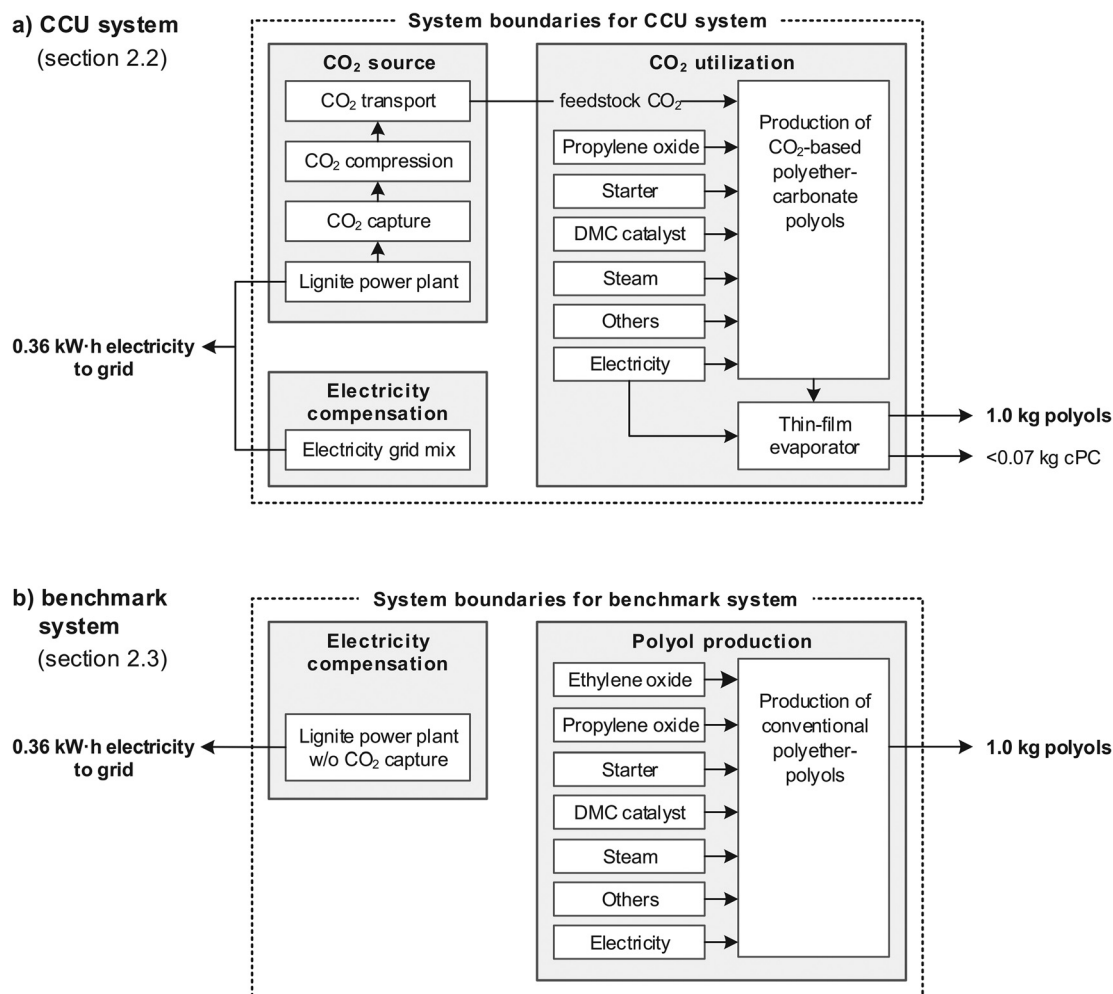 a) CCU system
(section 2.2)
System boundaries for CCU system
CO₂ source
CO₂ transport
CO₂ compression
CO₂ capture
Lignite power plant
0.36 kW·h electricity
to grid
Electricity
compensation
Electricity grid mix
CO₂ utilization
feedstock CO₂
Propylene oxide
Starter
DMC catalyst
Steam
Others
Electricity
Production of
CO₂-based
polyether-
carbonate
polyols
Thin-film
evaporator
1.0 kg polyols
<0.07 kg cPC
b) benchmark
system
(section 2.3)
System boundaries for benchmark system
Electricity
compensation
Lignite power plant
w/o CO₂ capture
0.36 kW·h electricity
to grid
Polyol production
Ethylene oxide
Propylene oxide
Starter
DMC catalyst
Steam
Others
Electricity
Production of
conventional
polyether-
polyols
1.0 kg polyols